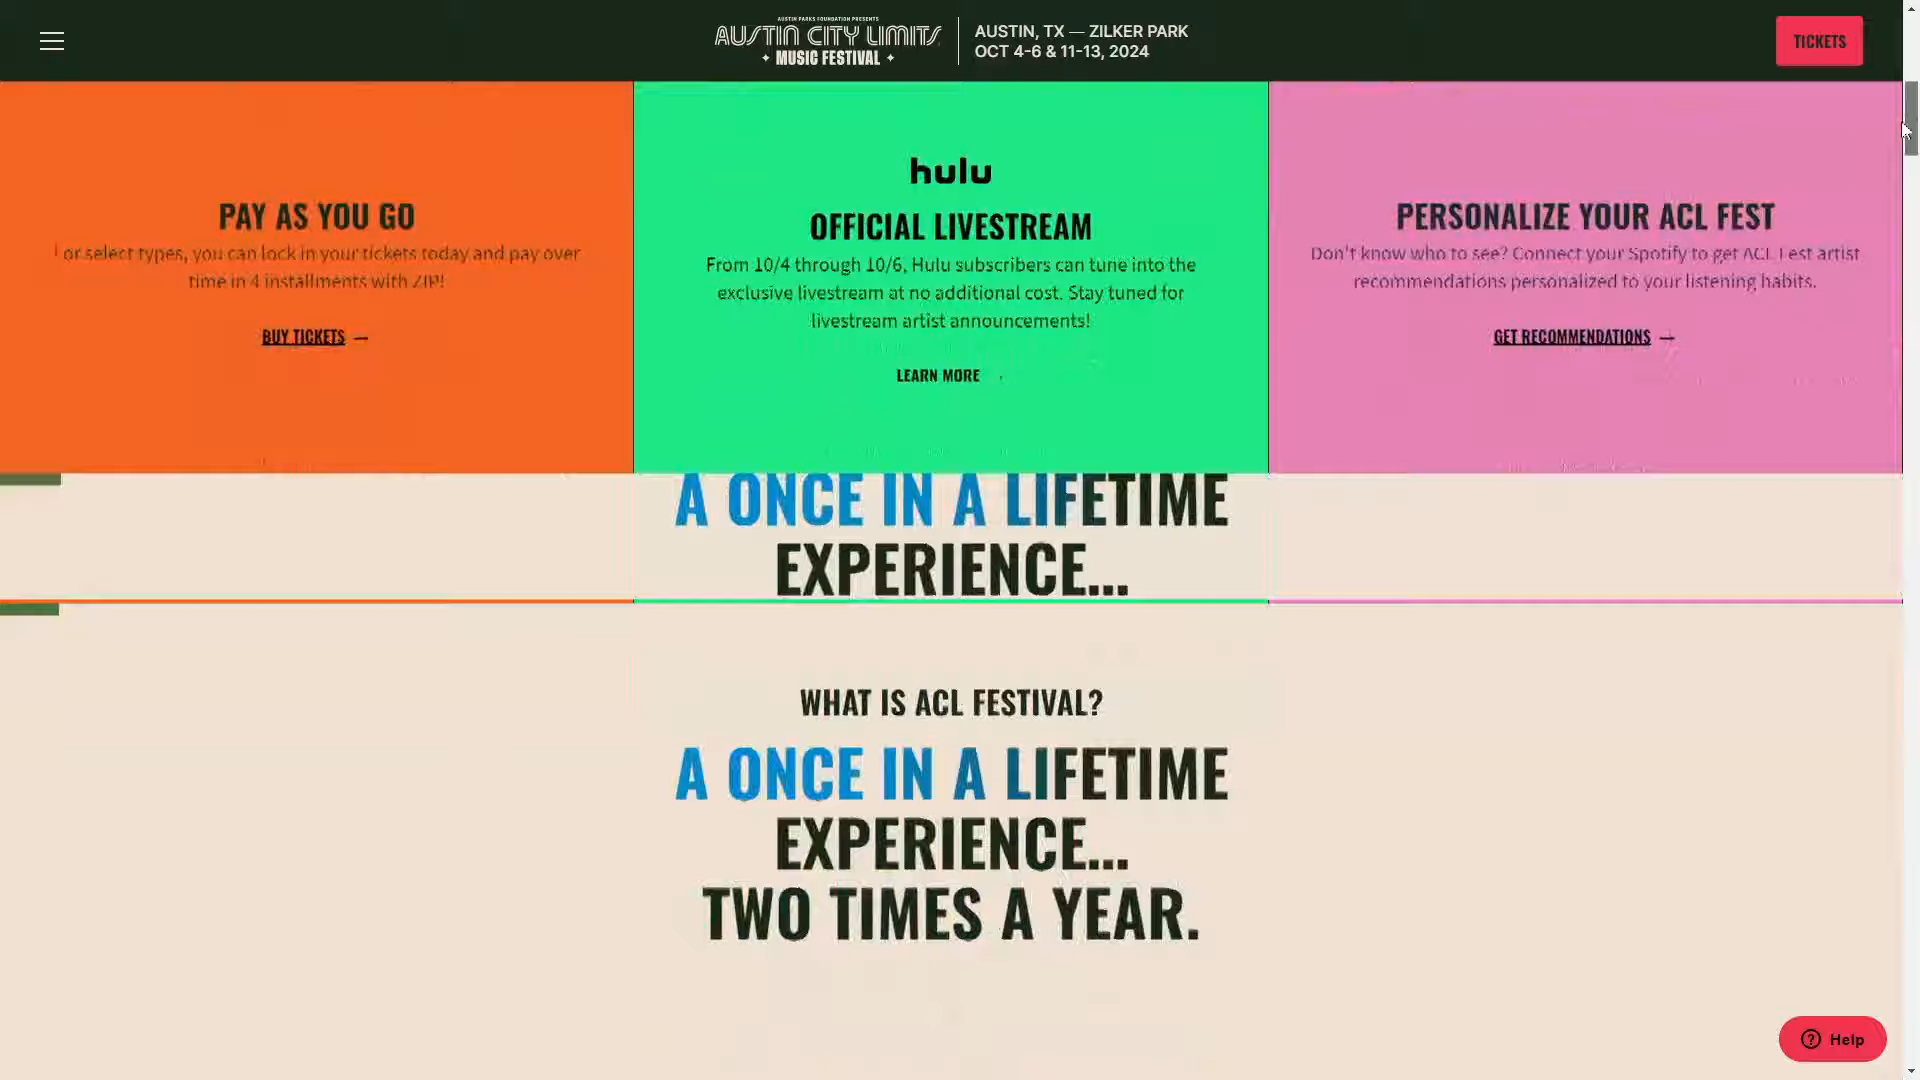 AUSTIN PARKS FOUNDATION PRESENTS
AUSTIN CITY LIMITS
MUSIC FESTIVAL
AUSTIN, TX — ZILKER PARK
OCT 4-6 & 11-13, 2024
TICKETS
PAY AS YOU GO
For select types, you can lock in your tickets today and pay over
time in 4 installments with ZIP!
BUY TICKETS →
hulu
OFFICIAL LIVESTREAM
From 10/4 through 10/6, Hulu subscribers can tune into the
exclusive livestream at no additional cost. Stay tuned for
livestream artist announcements!
LEARN MORE
PERSONALIZE YOUR ACL FEST
Don't know who to see? Connect your Spotify to get ACL Fest artist
recommendations personalized to your listening habits.
GET RECOMMENDATIONS →
A ONCE IN A LIFETIME
EXPERIENCE...
WHAT IS ACL FESTIVAL?
A ONCE IN A LIFETIME
EXPERIENCE...
TWO TIMES A YEAR.
Help